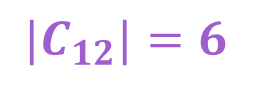 |C₁₂| = 6